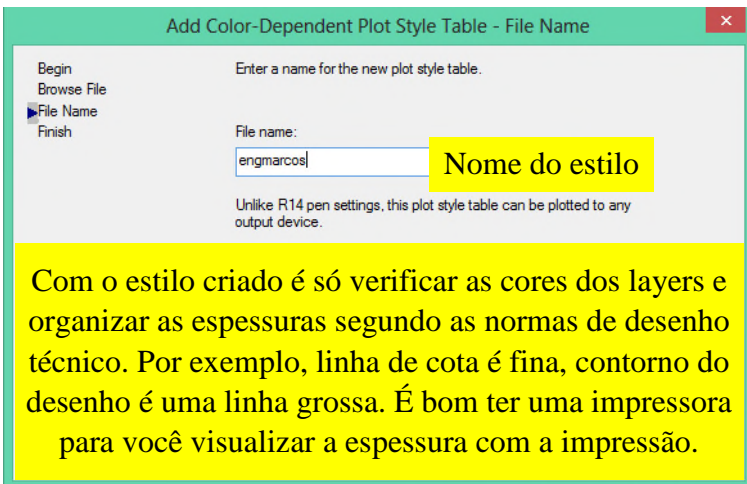 Add Color-Dependent Plot Style Table - File Name
Begin
Browse File
File Name
Finish
Enter a name for the new plot style table.
File name:
engmarcos
Nome do estilo
Unlike R14 pen settings, this plot style table can be plotted to any
output device.
Com o estilo criado é só verificar as cores dos layers e
organizar as espessuras segundo as normas de desenho
técnico. Por exemplo, linha de cota é fina, contorno do
desenho é uma linha grossa. É bom ter uma impressora
para você visualizar a espessura com a impressão.